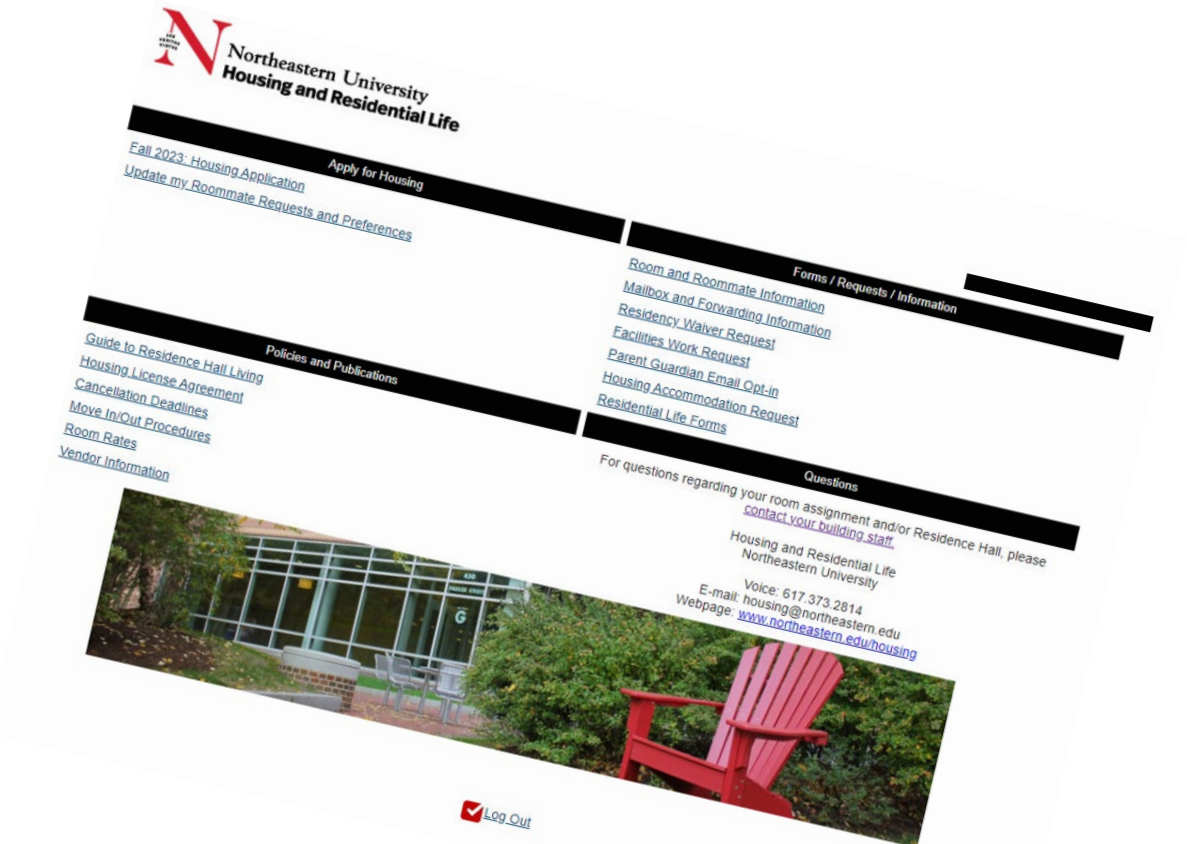 Northeastern University
Housing and Residential Life
Apply for Housing
Fall 2023: Housing Application
Update my Roommate Requests and Preferences
Forms / Requests / Information
Room and Roommate Information
Mailbox and Forwarding Information
Residency Waiver Request
Facilities Work Request
Parent Guardian Email Opt-in
Housing Accommodation Request
Residential Life Forms
Policies and Publications
Guide to Residence Hall Living
Housing License Agreement
Cancellation Deadlines
Move In/Out Procedures
Room Rates
Vendor Information
Questions
For questions regarding your room assignment and/or Residence Hall, please
contact your building staff.
Housing and Residential Life
Northeastern University
Voice: 617.373.2814
E-mail: housing@northeastern.edu
Webpage: www.northeastern.edu/housing
G
Log Out